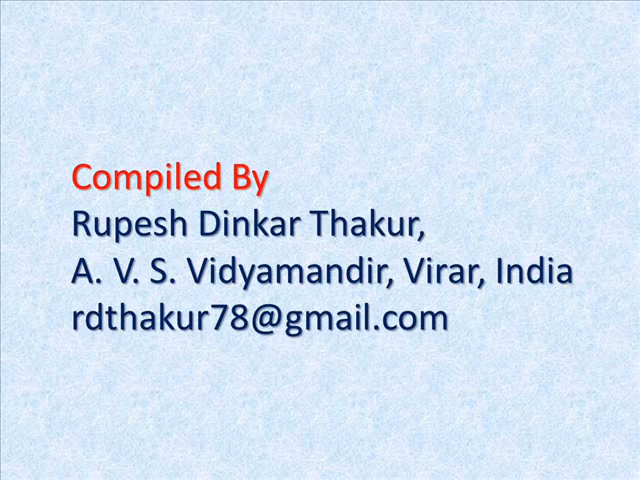 Compiled By
Rupesh Dinkar Thakur,
A. V. S. Vidyamandir, Virar, India
rdthakur78@gmail.com